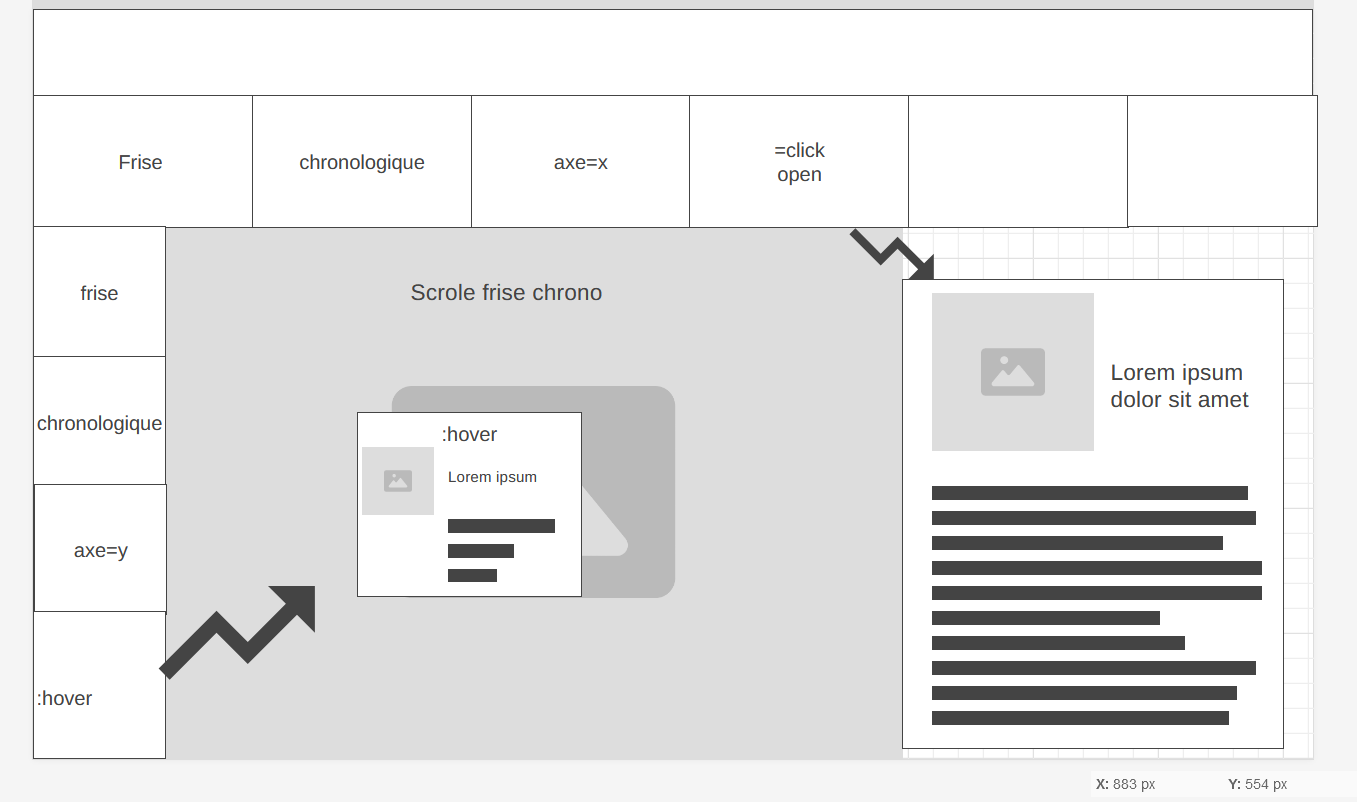 Frise
chronologique
axe=x
=click
open
frise
Scrole frise chrono
Lorem ipsum
dolor sit amet
chronologique
:hover
Lorem ipsum
axe=y
:hover
X: 883 px
Y: 554 px